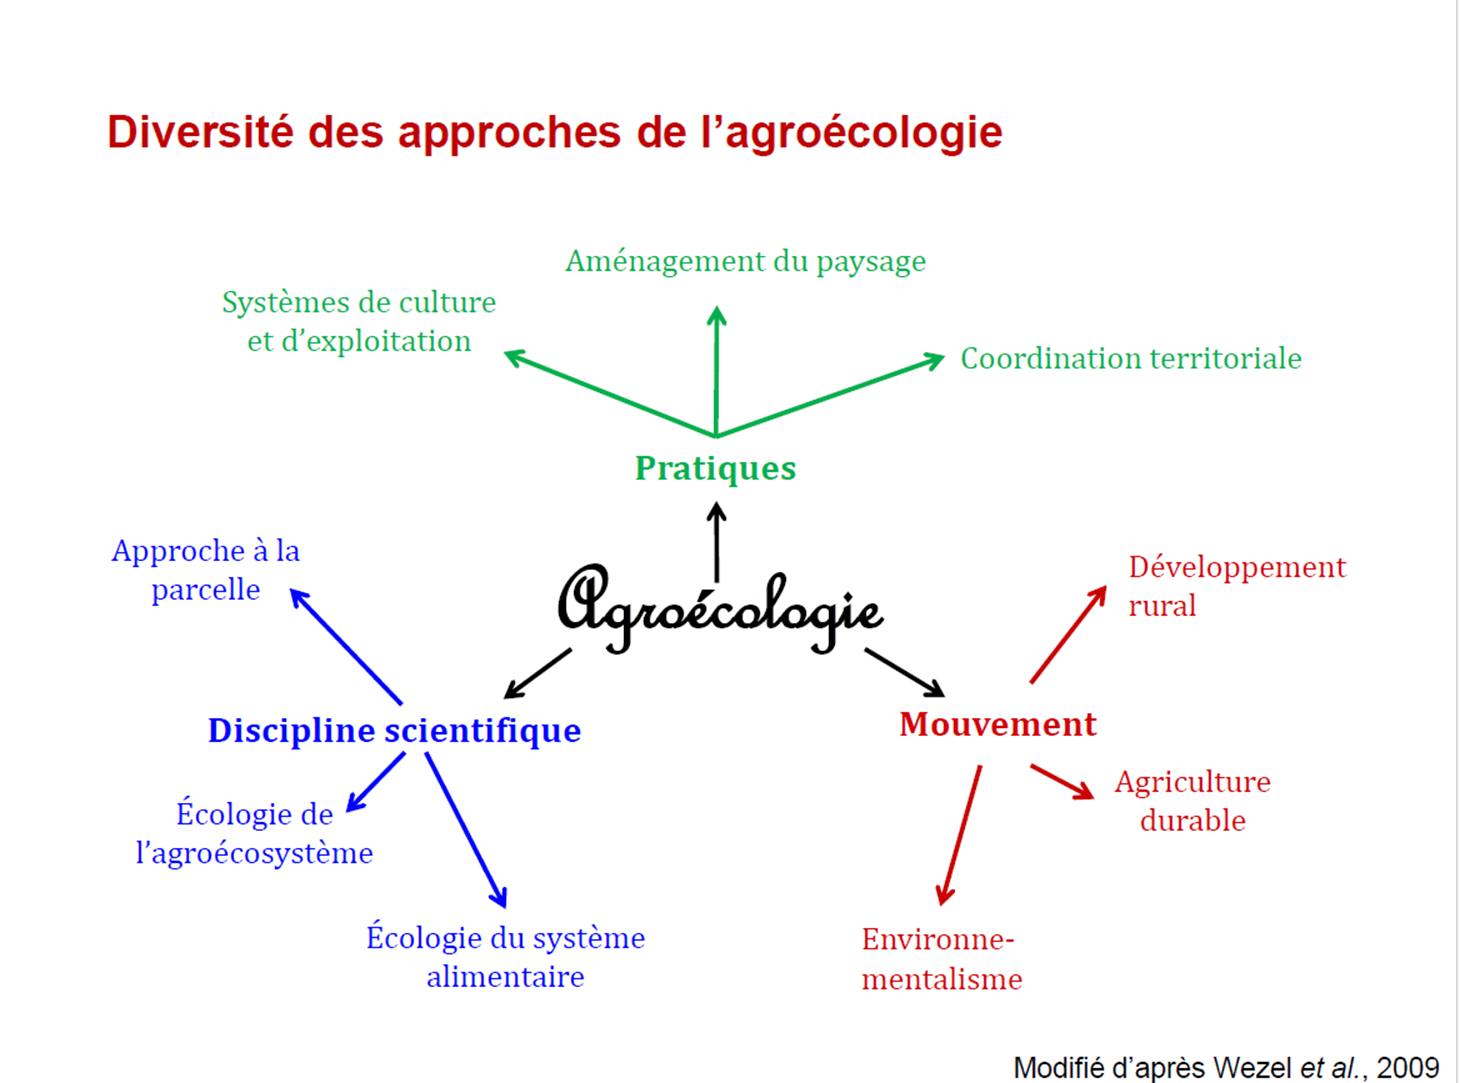 Diversité des approches de l'agroécologie
Aménagement du paysage
Systèmes de culture
et d'exploitation
Coordination territoriale
Pratiques
Approche à la
parcelle
Agroécologie
Développement
rural
Discipline scientifique
Mouvement
Écologie de
l'agroécosystème
Agriculture
durable
Écologie du système
alimentaire
Environne-
mentalisme
Modifié d'après Wezel et al., 2009